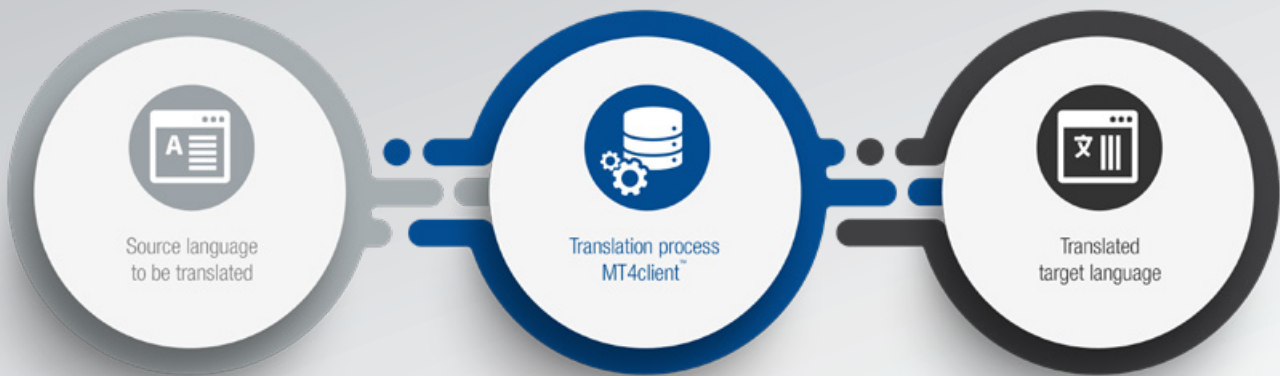 A
Source language
to be translated
Translation process
MT4client™
文
Translated
target language